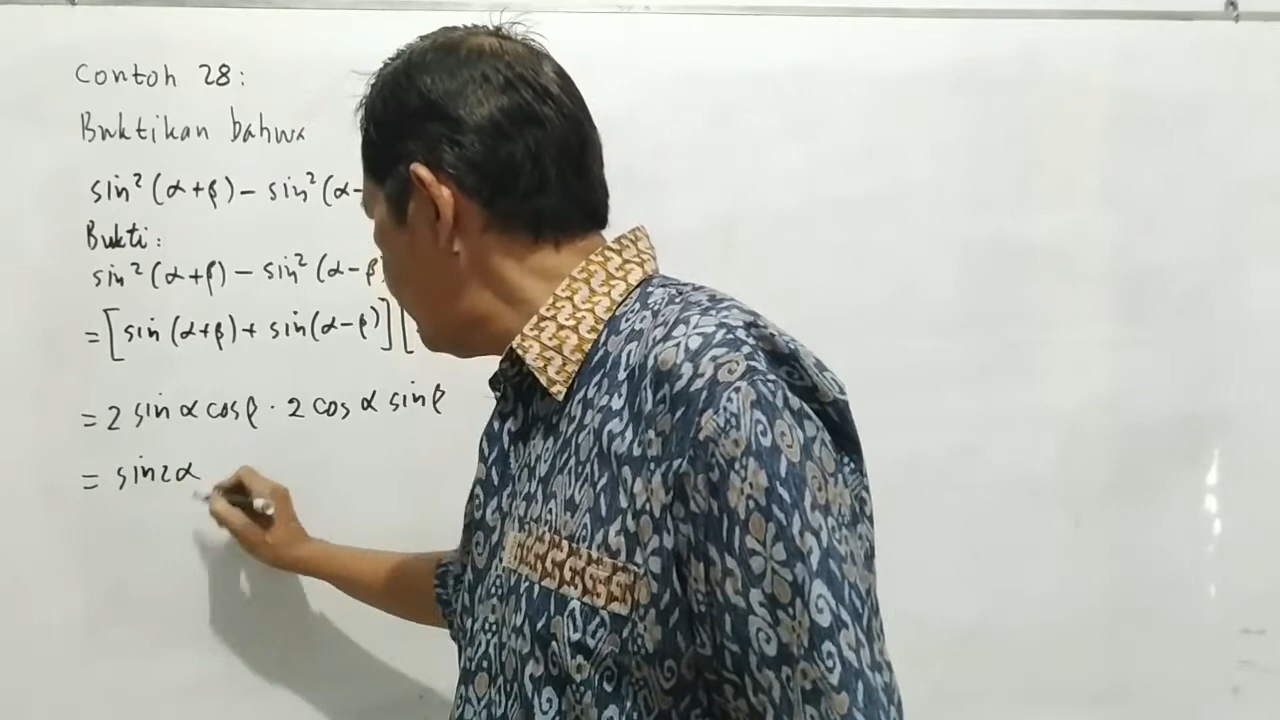 Contoh 28:
Buktikan bahwa
sin² (α+β) – sin² (α–
Bukti:
sin² (α+β) – sin² (α–β
= [sin (α+β) + sin(α–β)] [
= 2 sin α cos β · 2 cos α sin β
= sin 2α